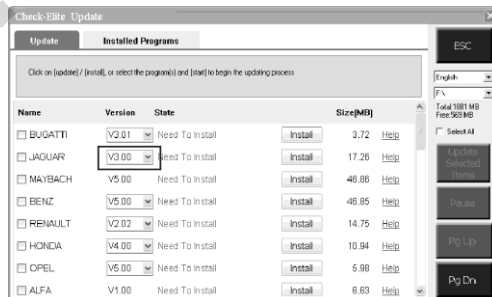 Check-Elite Update
Update
Installed Programs
Click on [update] / [install], or select the program(s) and [start] to begin the updating process
Name Version State Size[MB]
BUGATTI V3.01 Need To Install Install 3.72 Help
JAGUAR V3.00 Need To Install Install 17.26 Help
MAYBACH V5.00 Need To Install Install 46.86 Help
BENZ V5.00 Need To Install Install 46.85 Help
RENAULT V2.02 Need To Install Install 14.75 Help
HONDA V4.00 Need To Install Install 10.94 Help
OPEL V5.00 Need To Install Install 5.98 Help
ALFA V1.00 Need To Install Install 6.63 Help
ESC
English
F:\
Total:1881 MB
Free:563 MB
Select All
Update
Selected
Items
Pause
Pg Up
Pg Dn